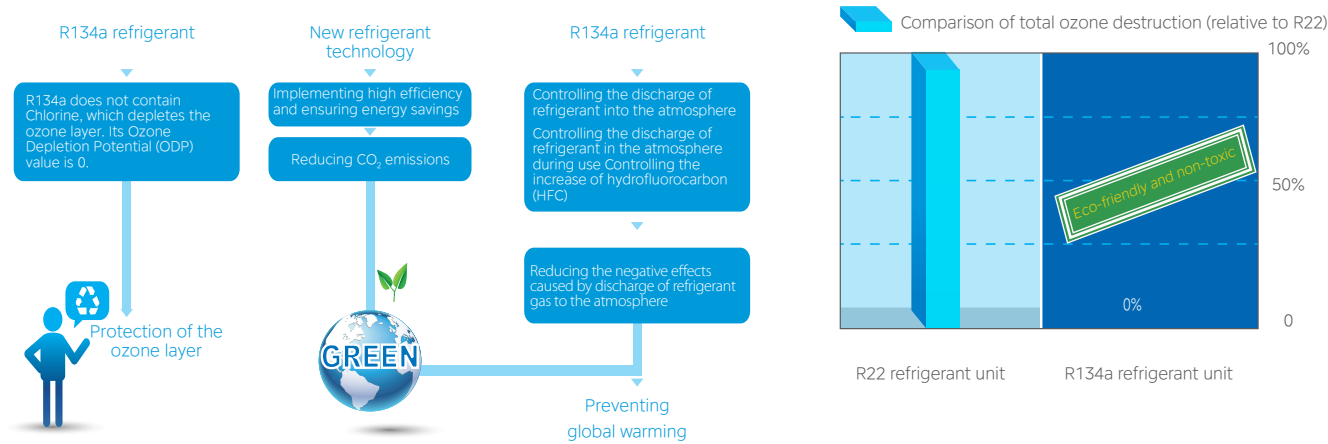 R134a refrigerant
R134a does not contain
Chlorine, which depletes the
ozone layer. Its Ozone
Depletion Potential (ODP)
value is 0.
Protection of the
ozone layer
New refrigerant
technology
Implementing high efficiency
and ensuring energy savings
Reducing CO₂ emissions
GREEN
R134a refrigerant
Controlling the discharge of
refrigerant into the atmosphere
Controlling the discharge of
refrigerant in the atmosphere
during use Controlling the
increase of hydrofluorocarbon
(HFC)
Reducing the negative effects
caused by discharge of refrigerant
gas to the atmosphere
Preventing
global warming
Comparison of total ozone destruction (relative to R22)
100%
50%
0
Eco-friendly and non-toxic
0%
R22 refrigerant unit
R134a refrigerant unit